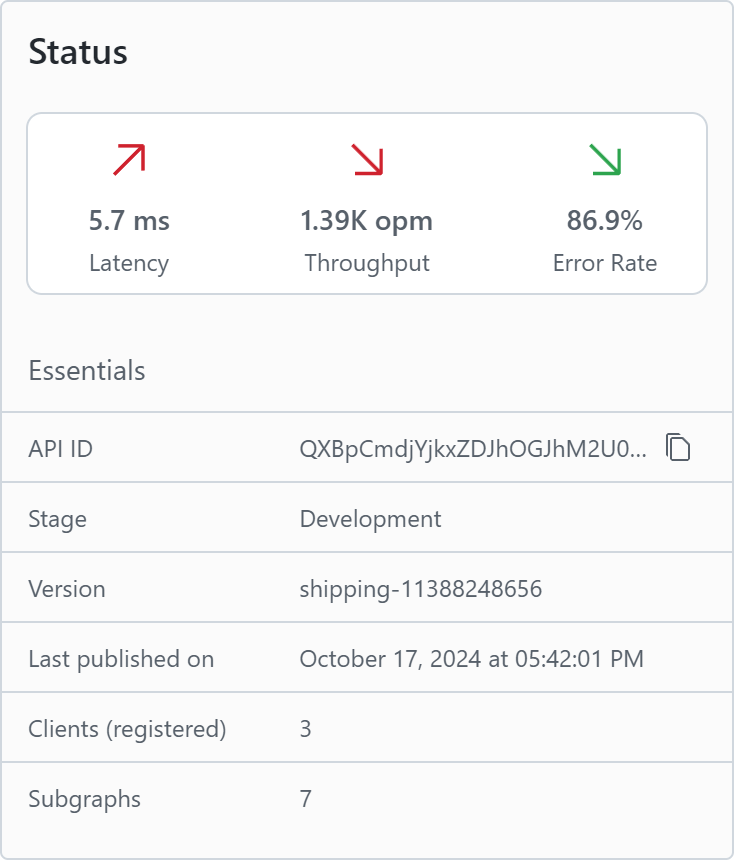 Status
5.7 ms 1.39K opm 86.9%
Latency Throughput Error Rate
Essentials
API ID QXBpCmdjYjkxZDJhOGJhM2U0...
Stage Development
Version shipping-11388248656
Last published on October 17, 2024 at 05:42:01 PM
Clients (registered) 3
Subgraphs 7